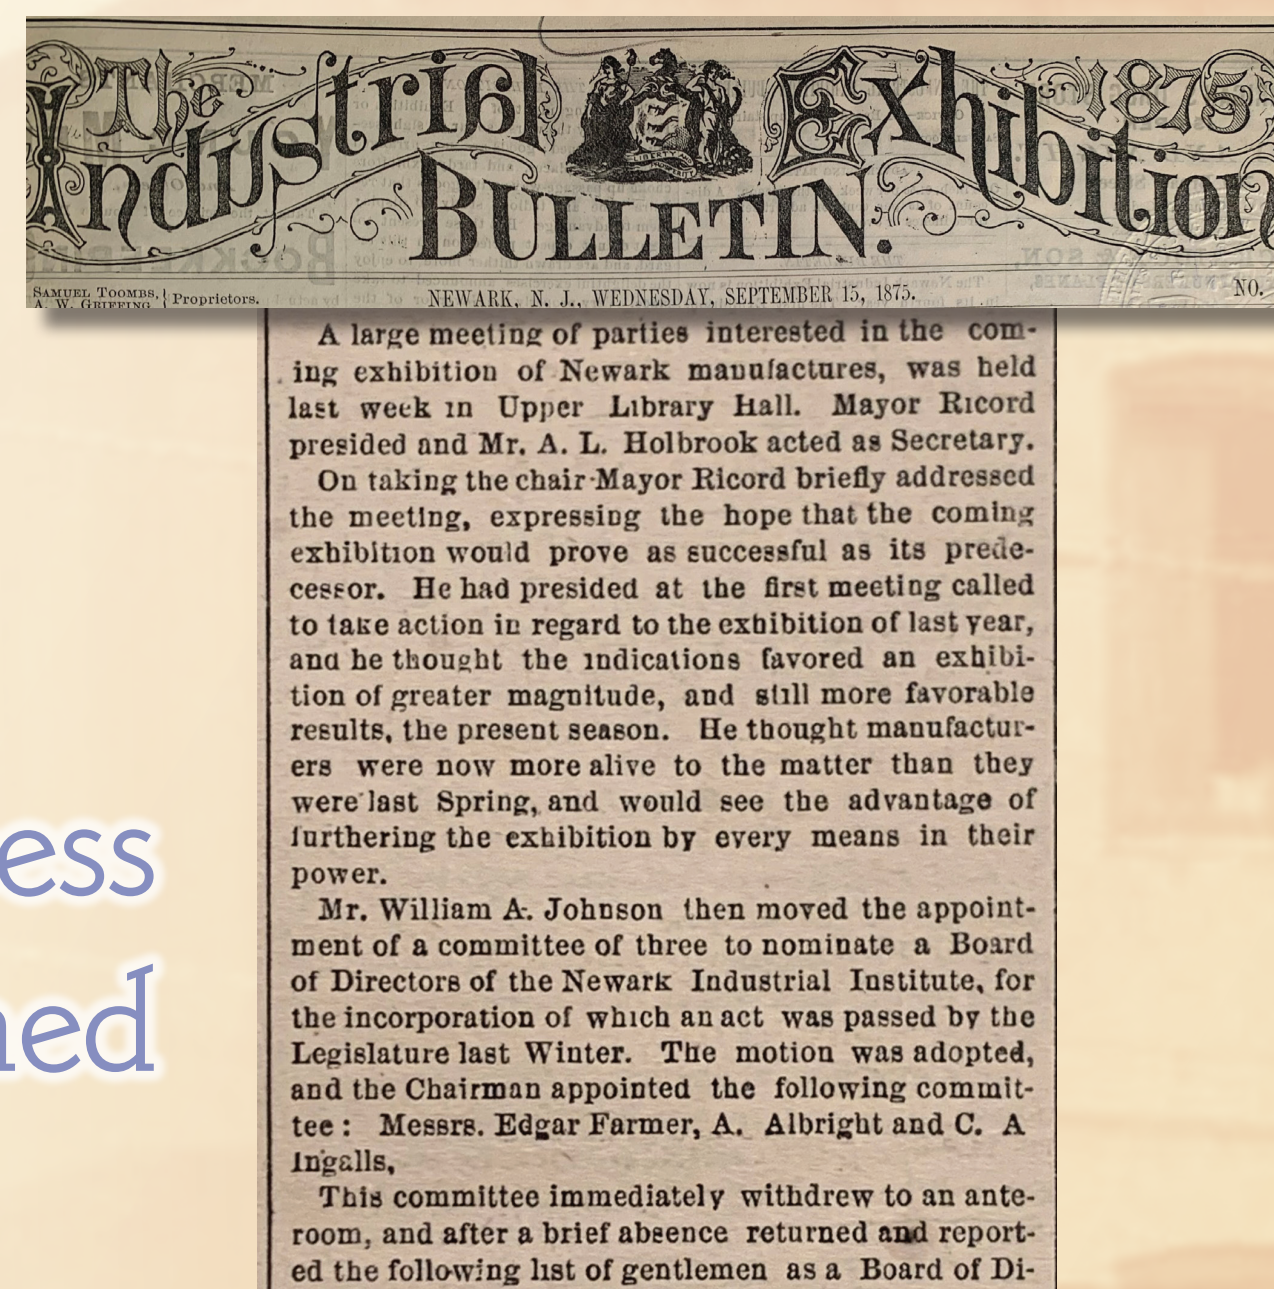 The Industrial Exhibition 1875
BULLETIN.
LIBERTY AND
SAMUEL TOOMBS, } Proprietors.
A. W. GRIFFING,
NEWARK, N. J., WEDNESDAY, SEPTEMBER 15, 1875.
NO.
A large meeting of parties interested in the com-
ing exhibition of Newark manufactures, was held
last week in Upper Library Hall. Mayor Ricord
presided and Mr. A. L. Holbrook acted as Secretary.
On taking the chair Mayor Ricord briefly addressed
the meeting, expressing the hope that the coming
exhibition would prove as successful as its prede-
cessor. He had presided at the first meeting called
to take action in regard to the exhibition of last year,
and he thought the indications favored an exhibi-
tion of greater magnitude, and still more favorable
results, the present season. He thought manufactur-
ers were now more alive to the matter than they
were last Spring, and would see the advantage of
furthering the exhibition by every means in their
power.
Mr. William A. Johnson then moved the appoint-
ment of a committee of three to nominate a Board
of Directors of the Newark Industrial Institute, for
the incorporation of which an act was passed by the
Legislature last Winter. The motion was adopted,
and the Chairman appointed the following commit-
tee: Messrs. Edgar Farmer, A. Albright and C. A
Ingalls,
This committee immediately withdrew to an ante-
room, and after a brief absence returned and report-
ed the following list of gentlemen as a Board of Di-
ess
ned